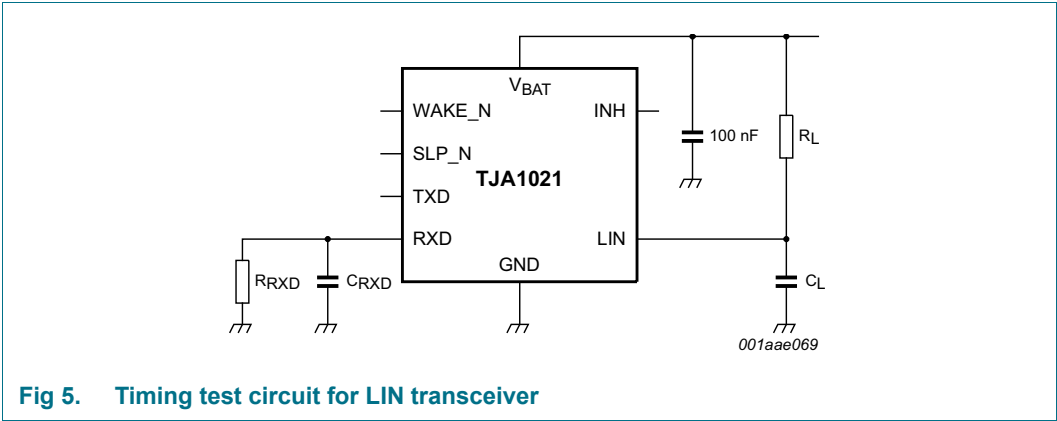 VBAT
WAKE_N
INH
100 nF
RL
SLP_N
TJA1021
TXD
RXD
LIN
GND
RRXD
CRXD
CL
001aae069
Fig 5. Timing test circuit for LIN transceiver